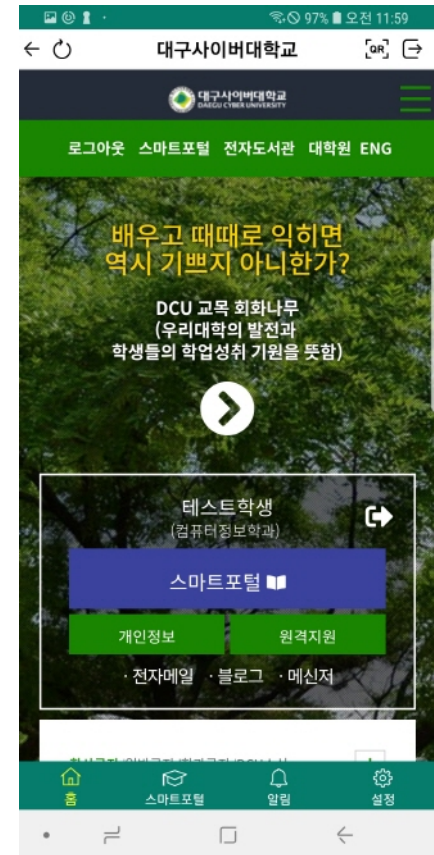 97% 오전 11:59
대구사이버대학교
QR
대구사이버대학교
DAEGU CYBER UNIVERSITY
로그아웃 스마트포털 전자도서관 대학원 ENG
배우고 때때로 익히면
역시 기쁘지 아니한가?
DCU 교목 회화나무
(우리대학의 발전과
학생들의 학업성취 기원을 뜻함)
테스트학생
(컴퓨터정보학과)
스마트포털
개인정보 원격지원
· 전자메일 · 블로그 · 메신저
홈 스마트포털 알림 설정